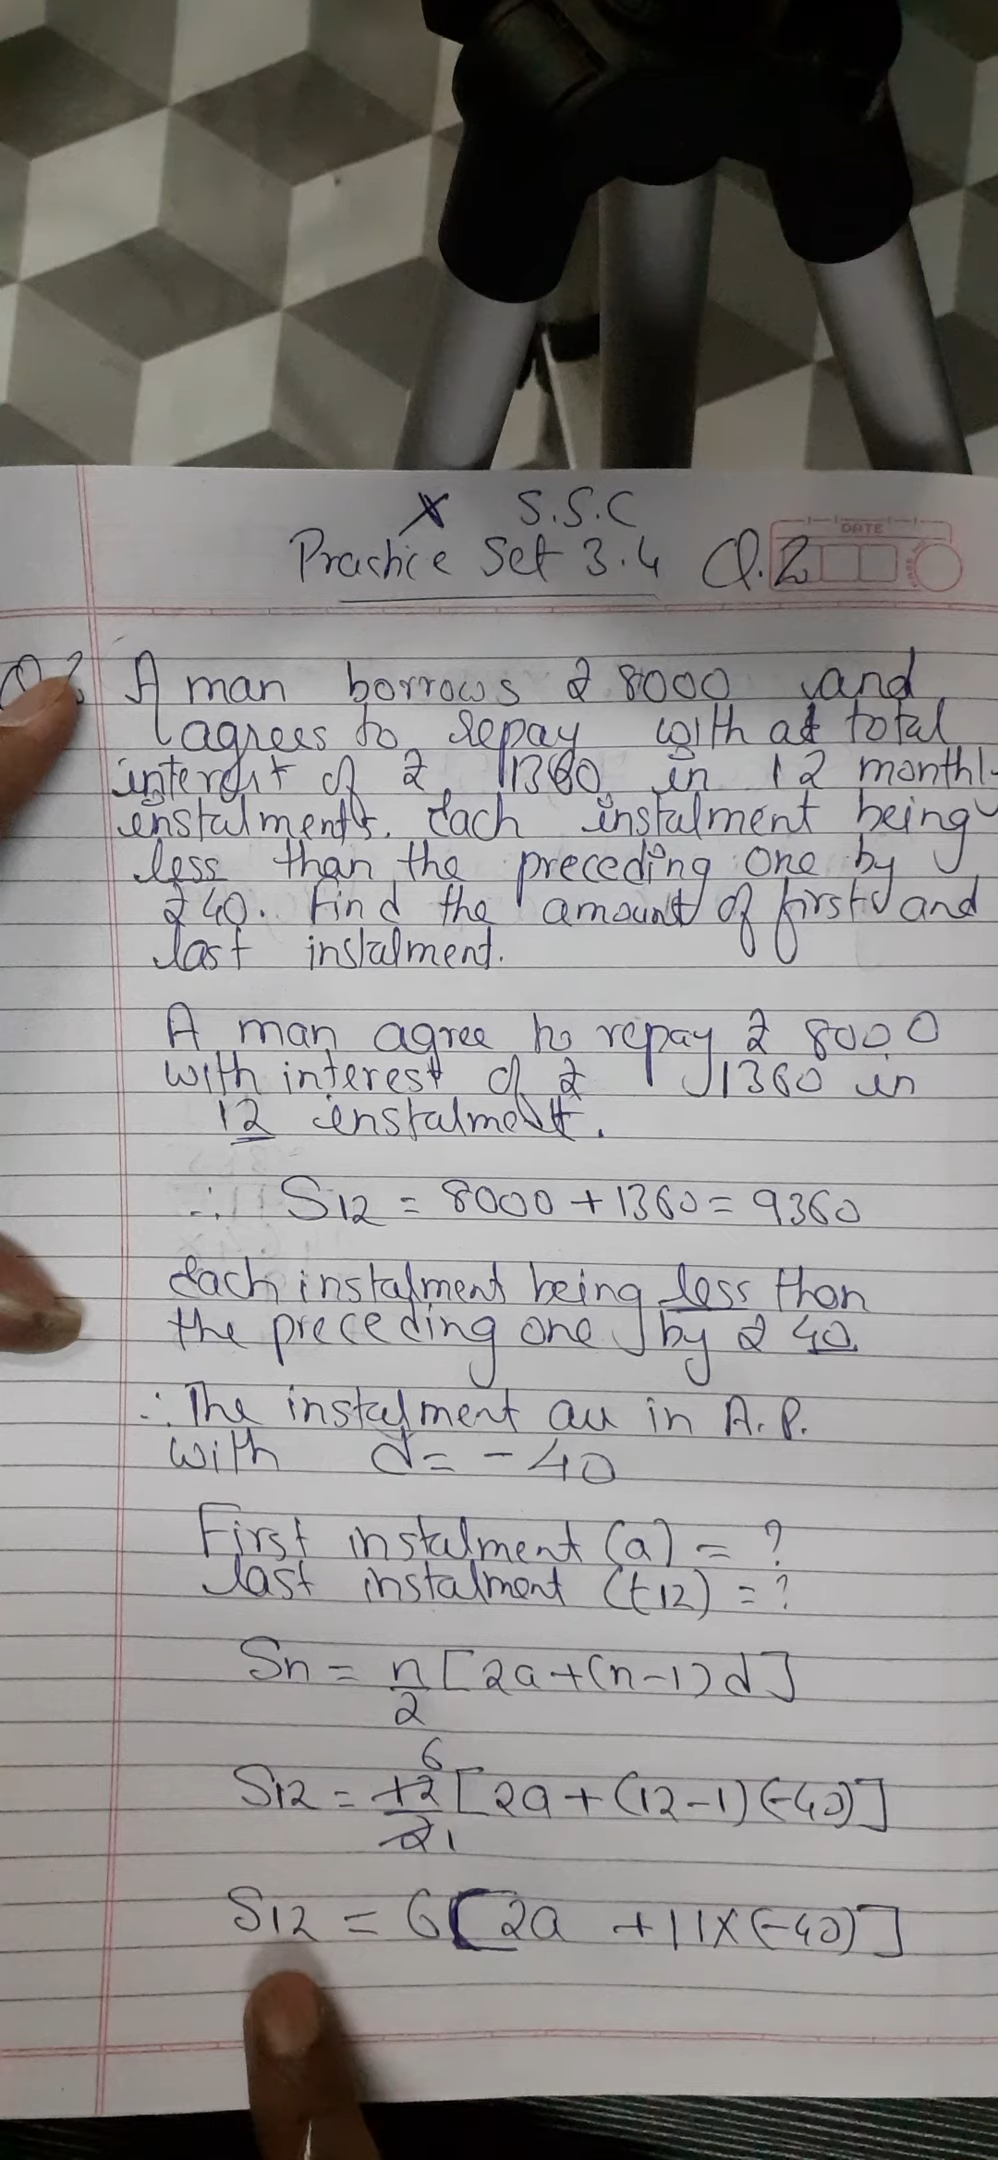 X S.S.C
DATE
Practice Set 3.4 Q.2
A man borrows ₹ 8000 and
agrees to repay with at total
interest of ₹ 1360 in 12 monthly
instalments. Each instalment being
less than the preceding one by
₹ 40. Find the amount of first and
last instalment.
A man agree to repay ₹ 8000
with interest of ₹ 1360 in
12 instalment.
∴ S12 = 8000 + 1360 = 9360
each instalment being less than
the preceding one by ₹ 40
∴ The instalment are in A.P.
with d = -40
First instalment (a) = ?
last instalment (t12) = ?
Sn = n/2 [2a+(n-1)d]
6
S12 = 12/2 1 [2a+(12-1)(-40)]
S12 = 6[2a +11×(-40)]